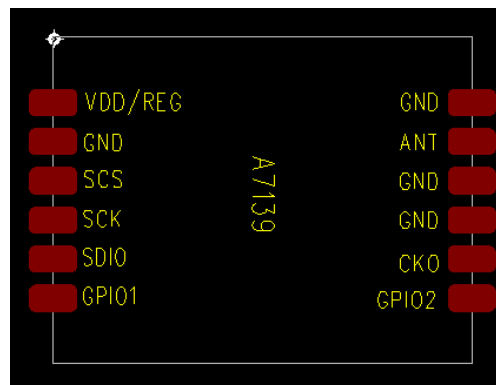 VDD/REG GND
GND ANT
SCS GND
A7139
SCK GND
SDIO CKO
GPIO1 GPIO2